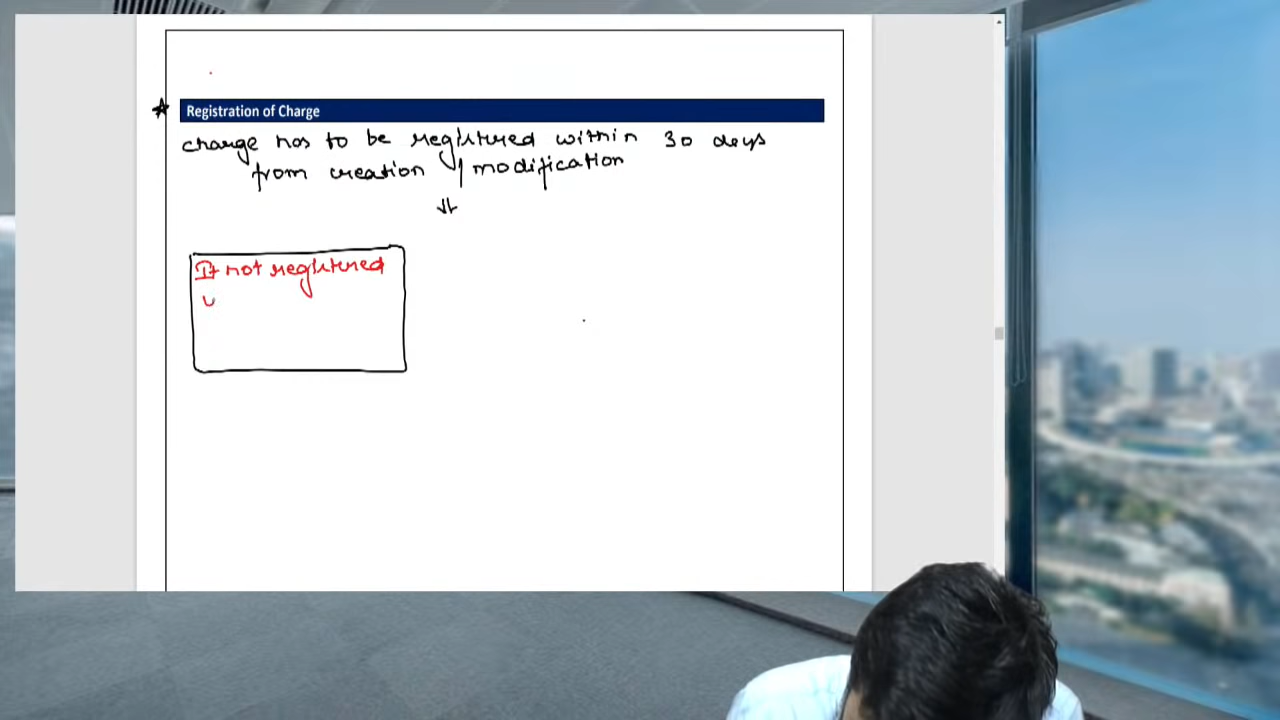 Registration of Charge
charge has to be registered within 30 days
from creation / modification
If not registered